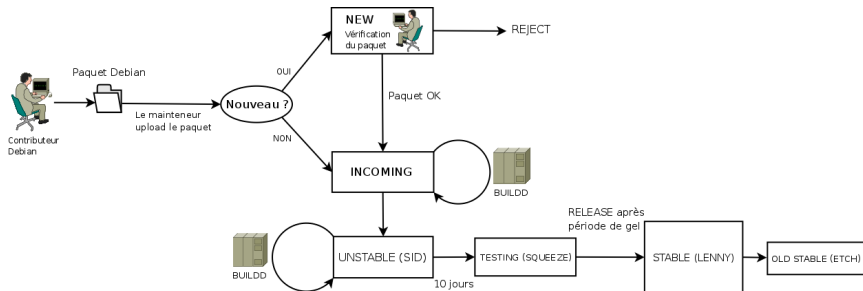 NEW
Vérification
du paquet
REJECT
OUI
Paquet Debian
Nouveau ?
Paquet OK
Le mainteneur
upload le paquet
Contributeur
Debian
NON
INCOMING
BUILDD
RELEASE après
période de gel
BUILDD
UNSTABLE (SID)
10 jours
TESTING (SQUEEZE)
STABLE (LENNY)
OLD STABLE (ETCH)